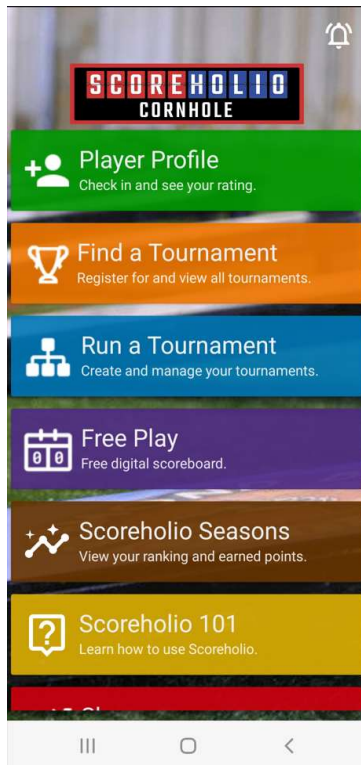 SCOREHOLIO
CORNHOLE
Player Profile
Check in and see your rating.
Find a Tournament
Register for and view all tournaments.
Run a Tournament
Create and manage your tournaments.
0 0
Free Play
Free digital scoreboard.
Scoreholio Seasons
View your ranking and earned points.
?
Scoreholio 101
Learn how to use Scoreholio.